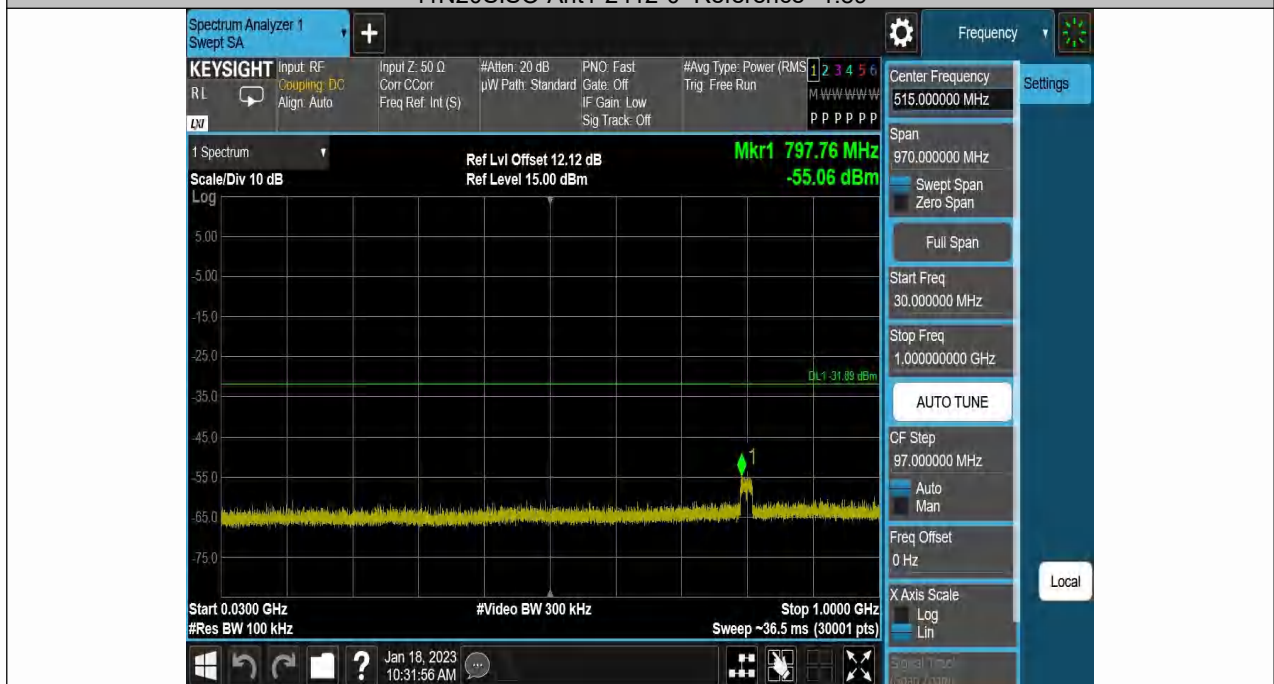 Spectrum Analyzer 1
Swept SA
+
Frequency
KEYSIGHT
RL
LXI
Input: RF
Coupling: DC
Align: Auto
Input Z: 50 Ω
Corr CCorr
Freq Ref: Int (S)
#Atten: 20 dB
µW Path: Standard
PNO: Fast
Gate: Off
IF Gain: Low
Sig Track: Off
#Avg Type: Power (RMS
Trig: Free Run
1 2 3 4 5 6
M W W W W W
P P P P P P
Center Frequency
515.000000 MHz
Settings
1 Spectrum
Scale/Div 10 dB
Ref Lvl Offset 12.12 dB
Ref Level 15.00 dBm
Mkr1 797.76 MHz
-55.06 dBm
Span
970.000000 MHz
Swept Span
Zero Span
Full Span
Start Freq
30.000000 MHz
Stop Freq
1.000000000 GHz
AUTO TUNE
CF Step
97.000000 MHz
Auto
Man
Freq Offset
0 Hz
X Axis Scale
Log
Lin
Local
Log
5.00
-5.00
-15.0
-25.0
DL1 -31.89 dBm
-35.0
-45.0
1
-55.0
-65.0
-75.0
Start 0.0300 GHz
#Res BW 100 kHz
#Video BW 300 kHz
Stop 1.0000 GHz
Sweep ~36.5 ms (30001 pts)
?
Jan 18, 2023
10:31:56 AM